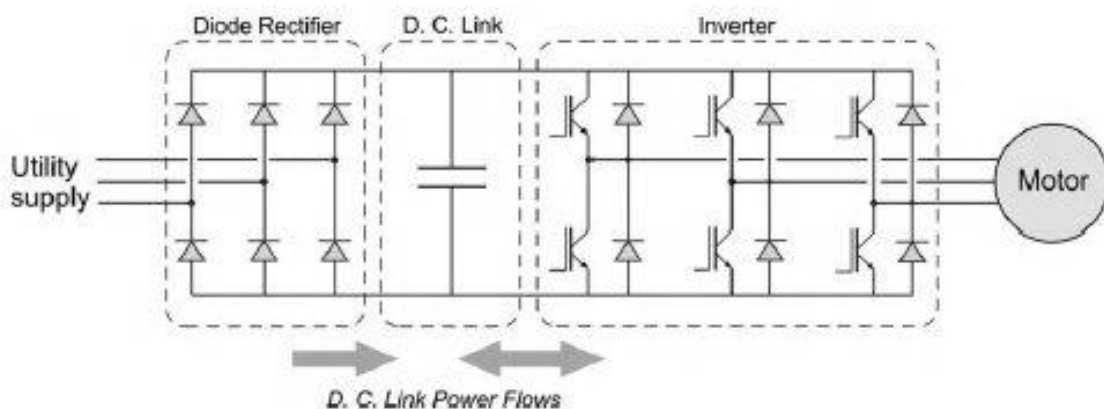 Diode Rectifier
D. C. Link
Inverter
Utility
supply
Motor
D. C. Link Power Flows